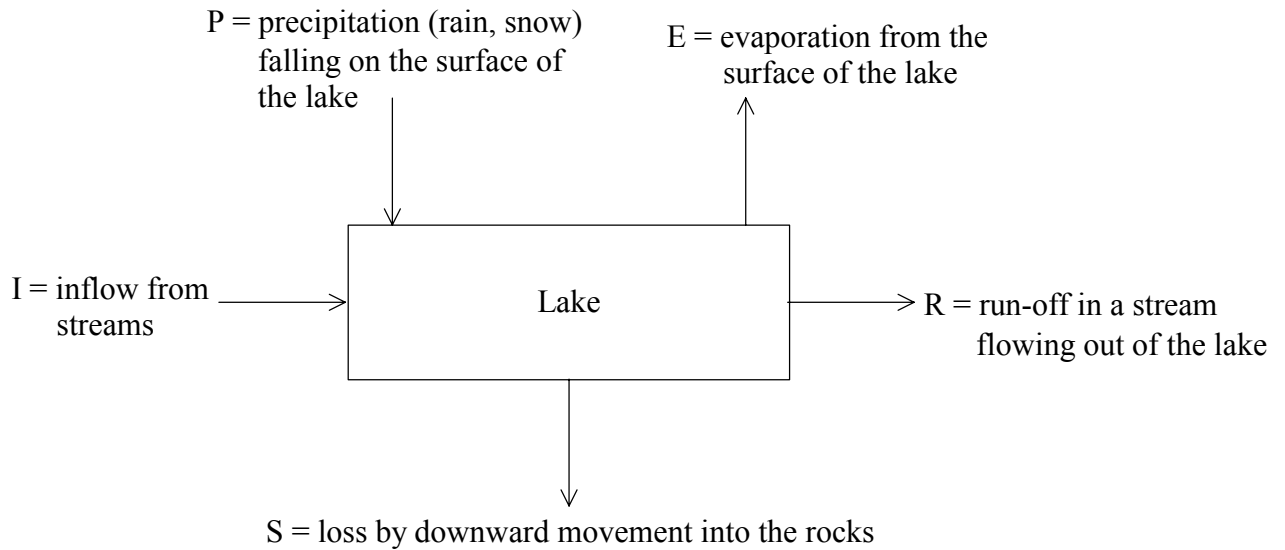 P = precipitation (rain, snow)
falling on the surface of
the lake
E = evaporation from the
surface of the lake
I = inflow from
streams
Lake
R = run-off in a stream
flowing out of the lake
S = loss by downward movement into the rocks